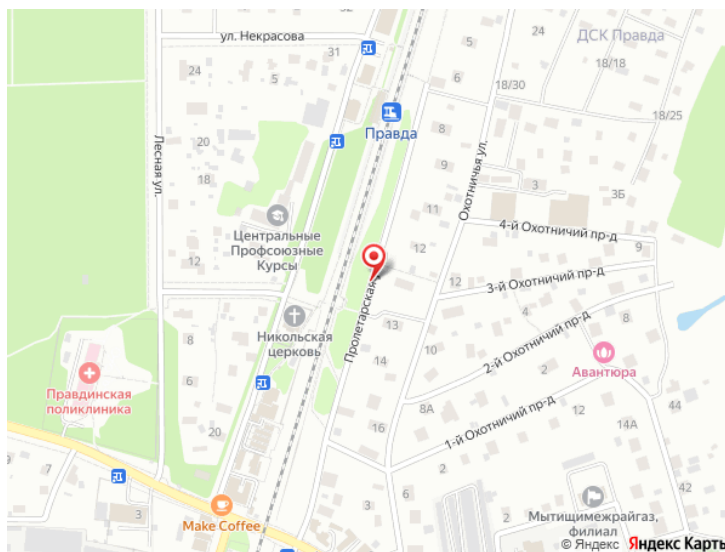 ул. Некрасова
32
31
24
5
5
6
24
ДСК Правда
18/18
18/30
18/25
Правда
8
20
18
Лесная ул.
Охотничья ул.
3
3Б
Центральные
Профсоюзные
Курсы
11
4-й Охотничий пр-д
12
9
12
12
3-й Охотничий пр-д
Пролетарская
8
Никольская
церковь
13
8
10
2-й Охотничий пр-д
14
Правдинская
поликлиника
6
Авантюра
8А
12
44
14А
1-й Охотничий пр-д
20
16
2
9
7
3
Make Coffee
3
6
2
42
Мытищимежрайгаз,
филиал
© Яндекс Яндекс Карты